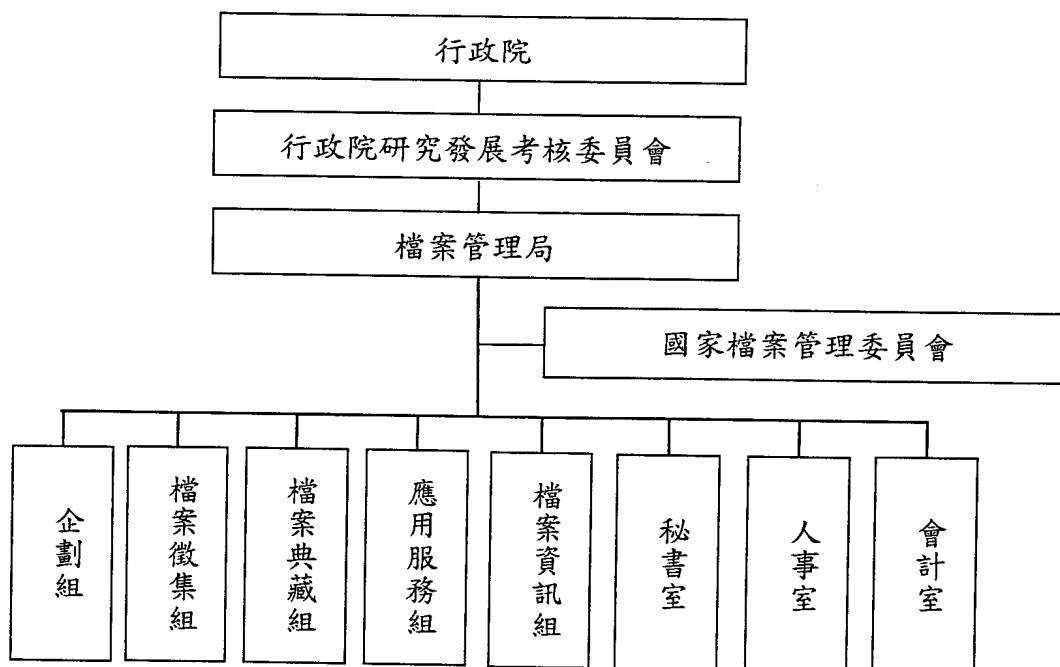 行政院
行政院研究發展考核委員會
檔案管理局
國家檔案管理委員會
企劃組
檔案徵集組
檔案典藏組
應用服務組
檔案資訊組
秘書室
人事室
會計室